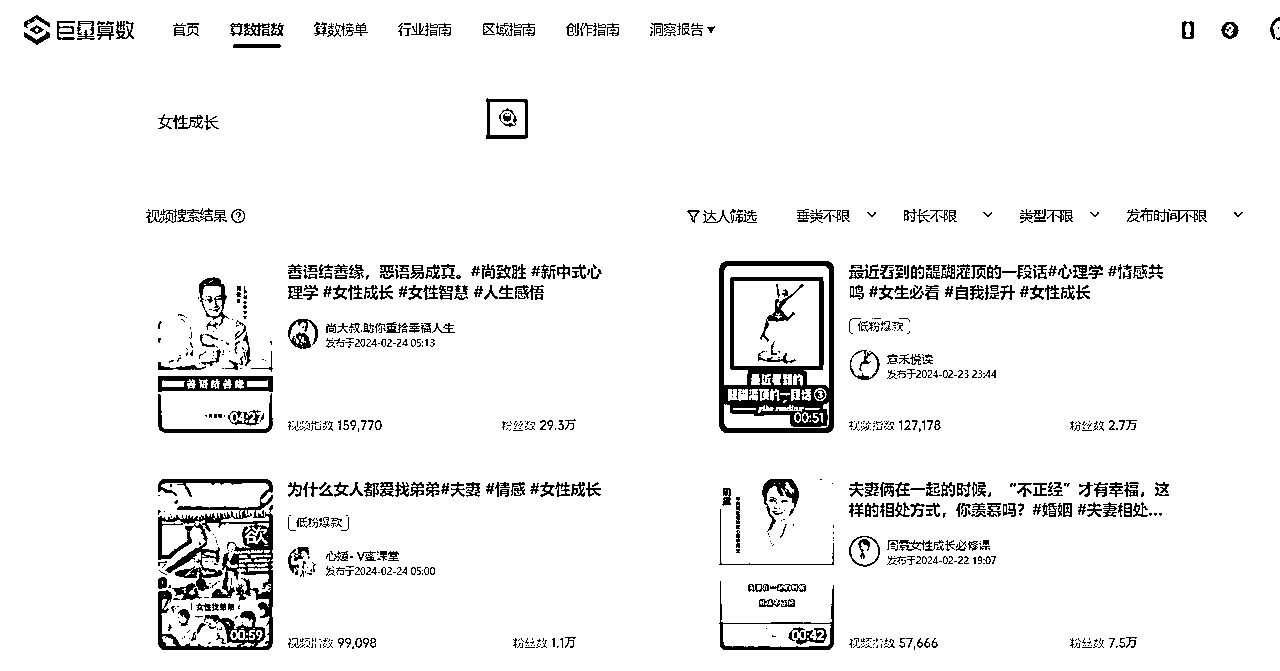 巨量算数
首页
算数指数
算数榜单
行业指南
区域指南
创作指南
洞察报告
女性成长
视频搜索结果
达人筛选
垂类不限
时长不限
类型不限
发布时间不限
善语结善缘，恶语易成真。#尚致胜 #新中式心
理学 #女性成长 #女性智慧 #人生感悟
尚大叔.助你重拾幸福人生
发布于2024-02-24 05:13
善语结善缘
04:27
视频指数 159,770
粉丝数 29.3万
最近看到的醍醐灌顶的一段话#心理学 #情感共
鸣 #女生必看 #自我提升 #女性成长
低粉爆款
意禾悦读
发布于2024-02-23 23:44
最近看到的
醍醐灌顶的一段话③
00:51
视频指数 127,178
粉丝数 2.7万
为什么女人都爱找弟弟#夫妻 #情感 #女性成长
低粉爆款
发布于2024-02-24 05:00
欲
女性找弟弟
00:59
视频指数 99,098
粉丝数 1.1万
夫妻俩在一起的时候，“不正经”才有幸福，这
样的相处方式，你羡慕吗？#婚姻 #夫妻相处...
周震女性成长必修课
发布于2024-02-22 19:07
00:42
视频指数 57,666
粉丝数 7.5万